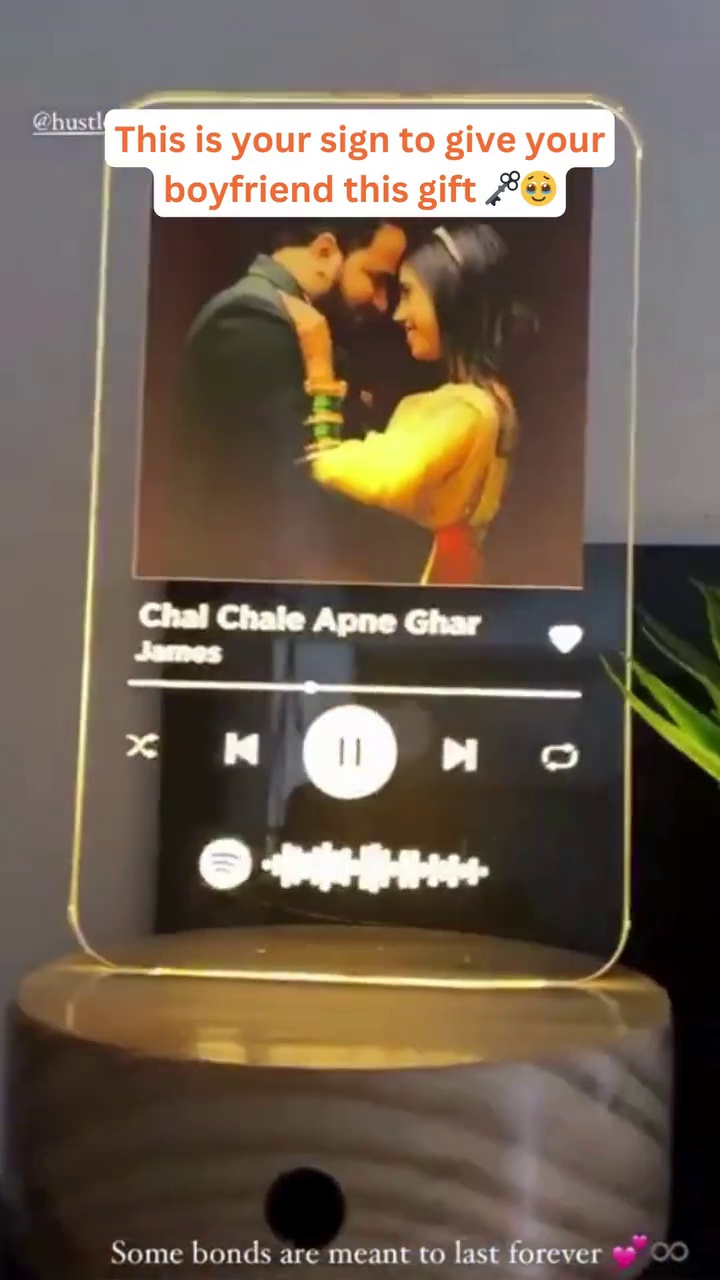 @hustl
This is your sign to give your
boyfriend this gift 🗝️🥹
Chal Chale Apne Ghar
James
Some bonds are meant to last forever 💕♾